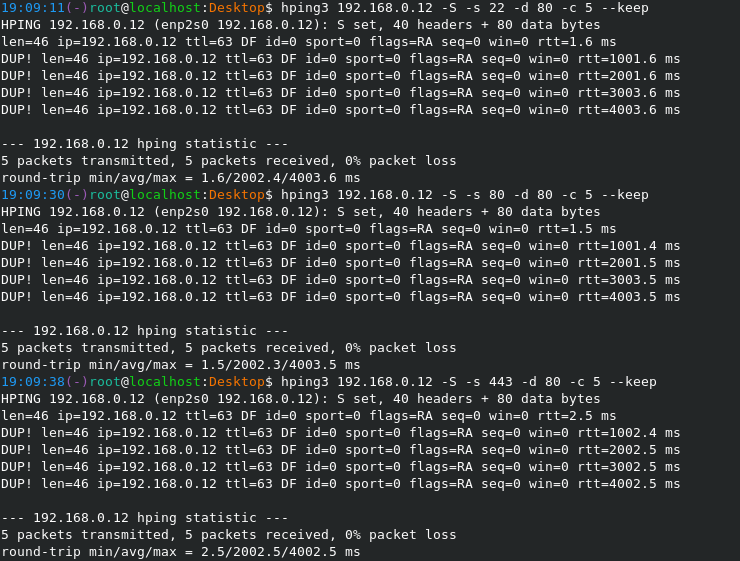 19:09:11(-)root@localhost:Desktop$ hping3 192.168.0.12 -S -s 22 -d 80 -c 5 --keep
HPING 192.168.0.12 (enp2s0 192.168.0.12): S set, 40 headers + 80 data bytes
len=46 ip=192.168.0.12 ttl=63 DF id=0 sport=0 flags=RA seq=0 win=0 rtt=1.6 ms
DUP! len=46 ip=192.168.0.12 ttl=63 DF id=0 sport=0 flags=RA seq=0 win=0 rtt=1001.6 ms
DUP! len=46 ip=192.168.0.12 ttl=63 DF id=0 sport=0 flags=RA seq=0 win=0 rtt=2001.6 ms
DUP! len=46 ip=192.168.0.12 ttl=63 DF id=0 sport=0 flags=RA seq=0 win=0 rtt=3003.6 ms
DUP! len=46 ip=192.168.0.12 ttl=63 DF id=0 sport=0 flags=RA seq=0 win=0 rtt=4003.6 ms

--- 192.168.0.12 hping statistic ---
5 packets transmitted, 5 packets received, 0% packet loss
round-trip min/avg/max = 1.6/2002.4/4003.6 ms
19:09:30(-)root@localhost:Desktop$ hping3 192.168.0.12 -S -s 80 -d 80 -c 5 --keep
HPING 192.168.0.12 (enp2s0 192.168.0.12): S set, 40 headers + 80 data bytes
len=46 ip=192.168.0.12 ttl=63 DF id=0 sport=0 flags=RA seq=0 win=0 rtt=1.5 ms
DUP! len=46 ip=192.168.0.12 ttl=63 DF id=0 sport=0 flags=RA seq=0 win=0 rtt=1001.4 ms
DUP! len=46 ip=192.168.0.12 ttl=63 DF id=0 sport=0 flags=RA seq=0 win=0 rtt=2001.5 ms
DUP! len=46 ip=192.168.0.12 ttl=63 DF id=0 sport=0 flags=RA seq=0 win=0 rtt=3003.5 ms
DUP! len=46 ip=192.168.0.12 ttl=63 DF id=0 sport=0 flags=RA seq=0 win=0 rtt=4003.5 ms

--- 192.168.0.12 hping statistic ---
5 packets transmitted, 5 packets received, 0% packet loss
round-trip min/avg/max = 1.5/2002.3/4003.5 ms
19:09:38(-)root@localhost:Desktop$ hping3 192.168.0.12 -S -s 443 -d 80 -c 5 --keep
HPING 192.168.0.12 (enp2s0 192.168.0.12): S set, 40 headers + 80 data bytes
len=46 ip=192.168.0.12 ttl=63 DF id=0 sport=0 flags=RA seq=0 win=0 rtt=2.5 ms
DUP! len=46 ip=192.168.0.12 ttl=63 DF id=0 sport=0 flags=RA seq=0 win=0 rtt=1002.4 ms
DUP! len=46 ip=192.168.0.12 ttl=63 DF id=0 sport=0 flags=RA seq=0 win=0 rtt=2002.5 ms
DUP! len=46 ip=192.168.0.12 ttl=63 DF id=0 sport=0 flags=RA seq=0 win=0 rtt=3002.5 ms
DUP! len=46 ip=192.168.0.12 ttl=63 DF id=0 sport=0 flags=RA seq=0 win=0 rtt=4002.5 ms

--- 192.168.0.12 hping statistic ---
5 packets transmitted, 5 packets received, 0% packet loss
round-trip min/avg/max = 2.5/2002.5/4002.5 ms